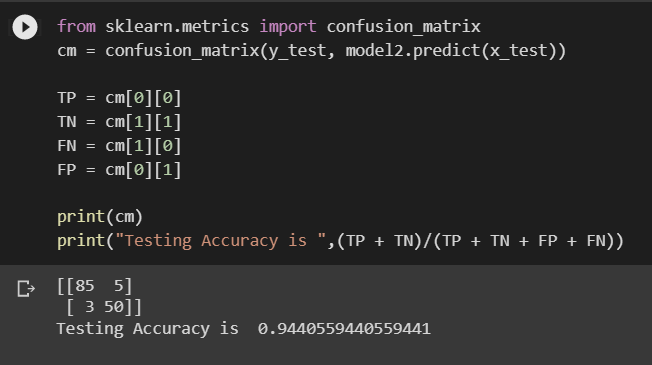 from sklearn.metrics import confusion_matrix
cm = confusion_matrix(y_test, model2.predict(x_test))
TP = cm[0][0]
TN = cm[1][1]
FN = cm[1][0]
FP = cm[0][1]
print(cm)
print("Testing Accuracy is ",(TP + TN)/(TP + TN + FP + FN))
[[85  5]
 [ 3 50]]
Testing Accuracy is  0.9440559440559441